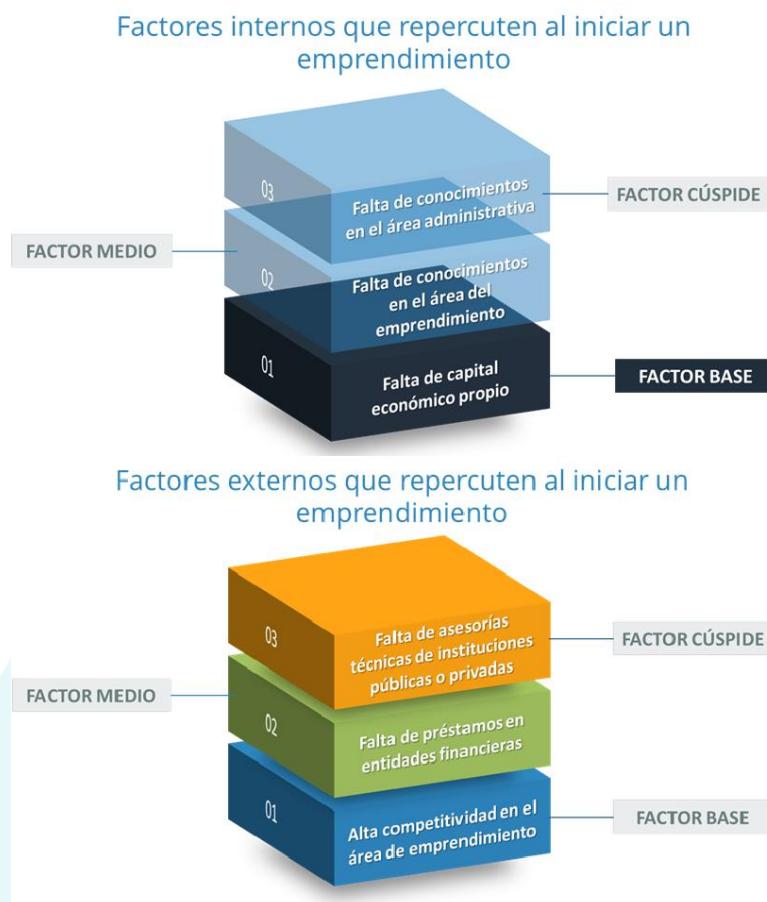 Factores internos que repercuten al iniciar un
emprendimiento
03
Falta de conocimientos
en el área administrativa
FACTOR CÚSPIDE
FACTOR MEDIO
02
Falta de conocimientos
en el área del
emprendimiento
01
Falta de capital
económico propio
FACTOR BASE
Factores externos que repercuten al iniciar un
emprendimiento
03
Falta de asesorías
técnicas de instituciones
públicas o privadas
FACTOR CÚSPIDE
FACTOR MEDIO
02
Falta de préstamos en
entidades financieras
01
Alta competitividad en el
área de emprendimiento
FACTOR BASE